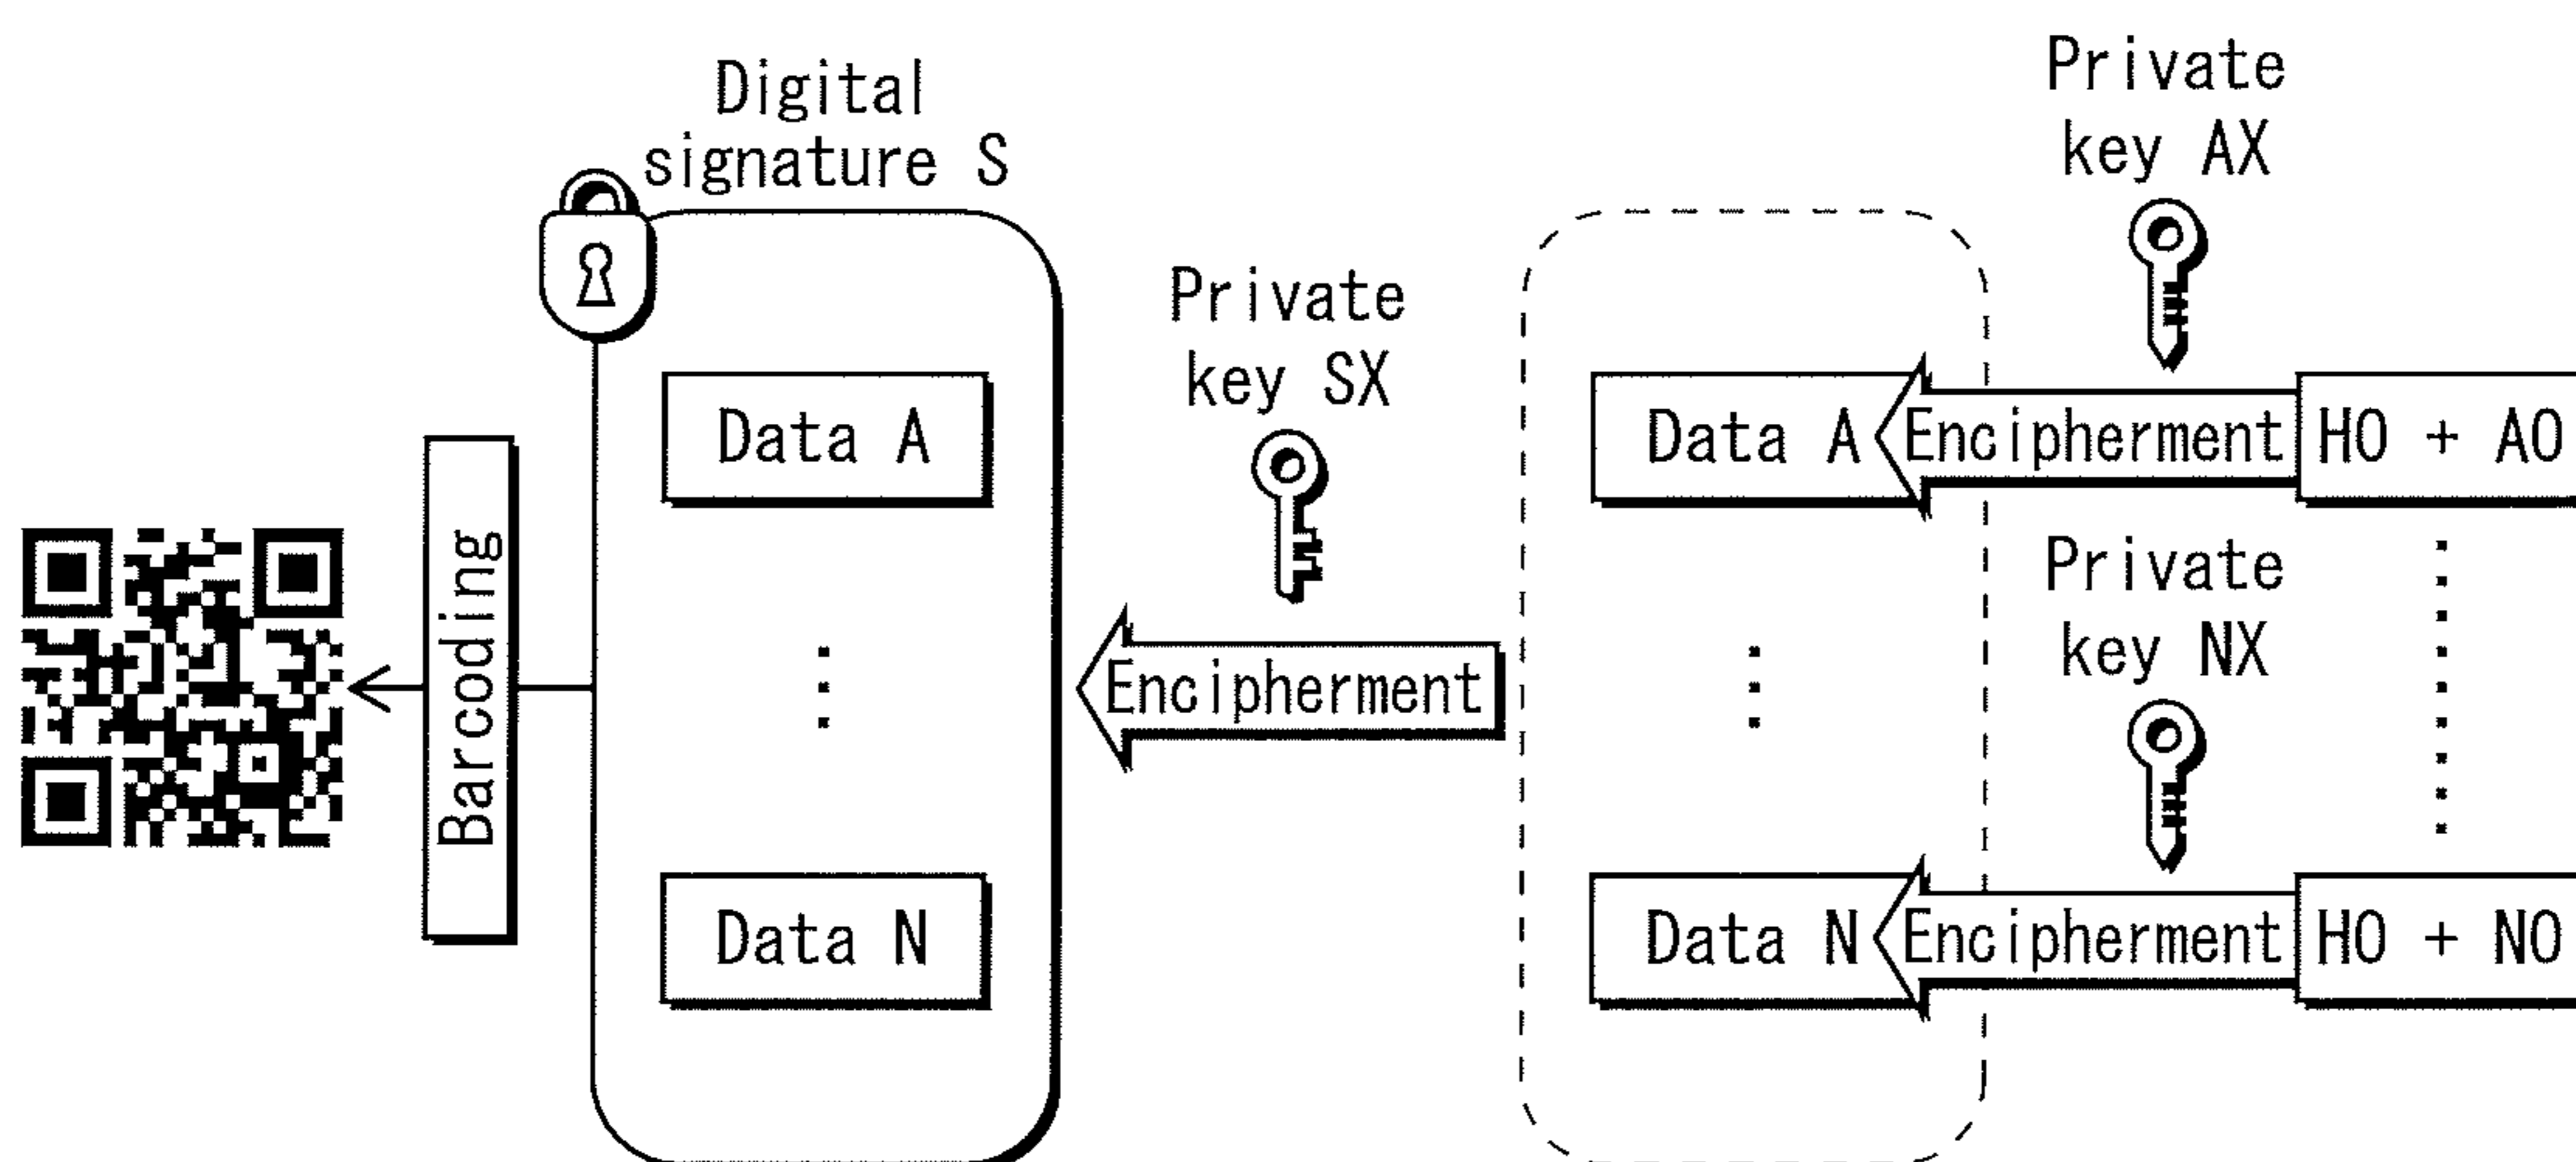 Digital
signature S
Private
key AX
Private
key SX
Data A
Data A
Encipherment
HO + AO
Barcoding
Private
key NX
Encipherment
Data N
Data N
Encipherment
HO + NO